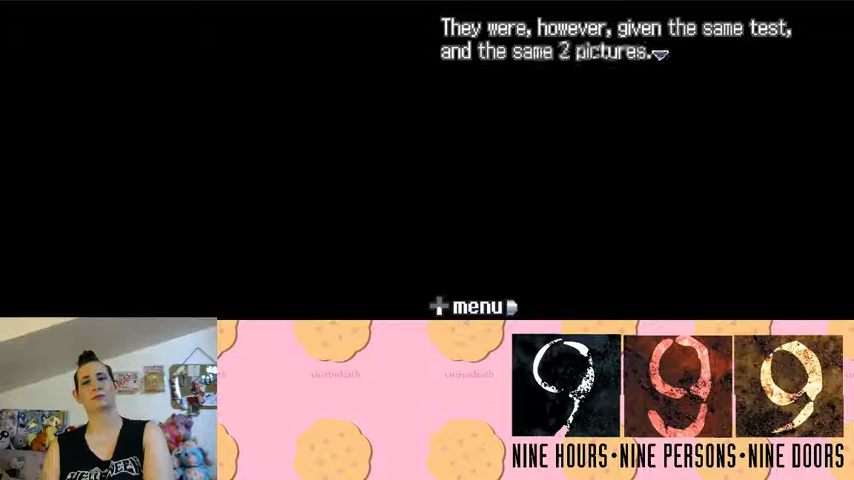 They were, however, given the same test,
and the same 2 pictures.
menu
HELLOWEEN
999
NINE HOURS•NINE PERSONS•NINE DOORS